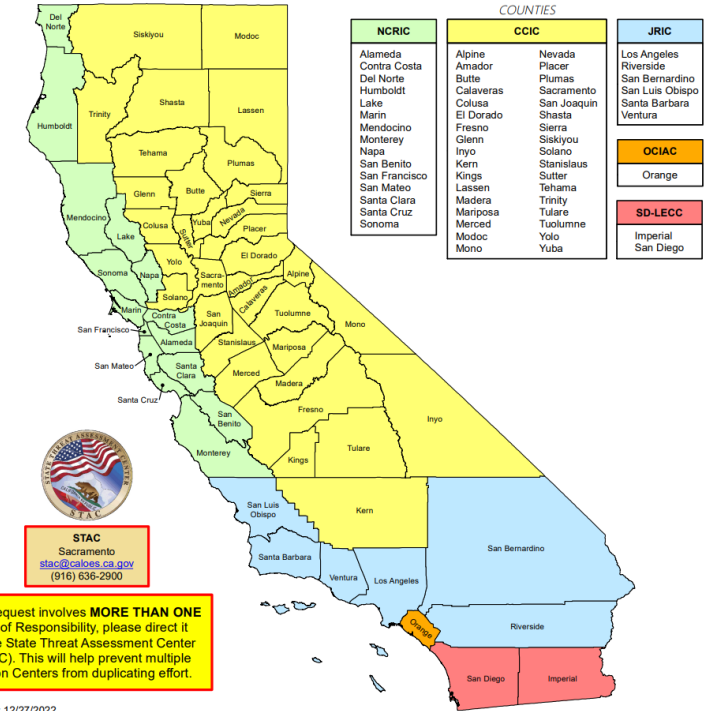 COUNTIES
NCRIC
Alameda
Contra Costa
Del Norte
Humboldt
Lake
Marin
Mendocino
Monterey
Napa
San Benito
San Francisco
San Mateo
Santa Clara
Santa Cruz
Sonoma
CCIC
Alpine
Amador
Butte
Calaveras
Colusa
El Dorado
Fresno
Glenn
Inyo
Kern
Kings
Lassen
Madera
Mariposa
Merced
Modoc
Mono
Nevada
Placer
Plumas
Sacramento
San Joaquin
Shasta
Sierra
Siskiyou
Solano
Stanislaus
Sutter
Tehama
Trinity
Tulare
Tuolumne
Yolo
Yuba
JRIC
Los Angeles
Riverside
San Bernardino
San Luis Obispo
Santa Barbara
Ventura
OCIAC
Orange
SD-LECC
Imperial
San Diego
Del
Norte
Siskiyou
Modoc
Humboldt
Trinity
Shasta
Lassen
Tehama
Plumas
Mendocino
Glenn
Butte
Sierra
Lake
Colusa
Sutter
Yuba
Nevada
Placer
Sonoma
Napa
Yolo
El Dorado
Sacra-
mento
Amador
Alpine
Solano
Calaveras
Marin
Contra
Costa
San
Joaquin
Tuolumne
Mono
San Francisco
Alameda
Stanislaus
Mariposa
San Mateo
Santa
Clara
Merced
Madera
Santa Cruz
San
Benito
Fresno
Inyo
Monterey
Kings
Tulare
San Luis
Obispo
Kern
San Bernardino
Santa Barbara
Ventura
Los Angeles
Orange
Riverside
San Diego
Imperial
STATE THREAT ASSESSMENT CENTER
STAC
STAC
Sacramento
stac@caloes.ca.gov
(916) 636-2900
equest involves MORE THAN ONE
of Responsibility, please direct it
e State Threat Assessment Center
C). This will help prevent multiple
on Centers from duplicating effort.
12/27/2022